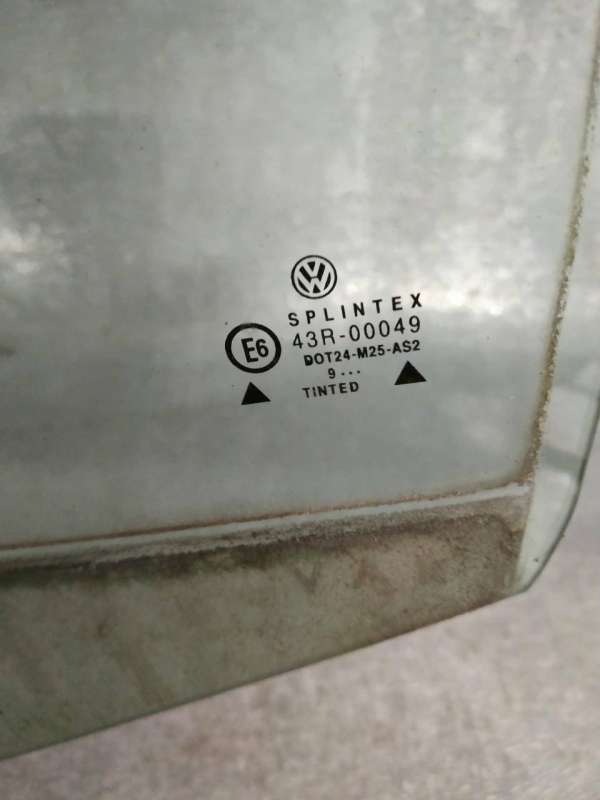 SPLINTEX
E6
43R-00049
DOT24-M25-AS2
9...
TINTED